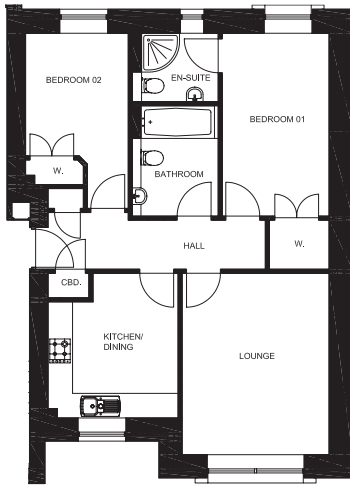 BEDROOM 02
EN-SUITE
BEDROOM 01
W.
BATHROOM
HALL
W.
CBD.
KITCHEN/
DINING
LOUNGE